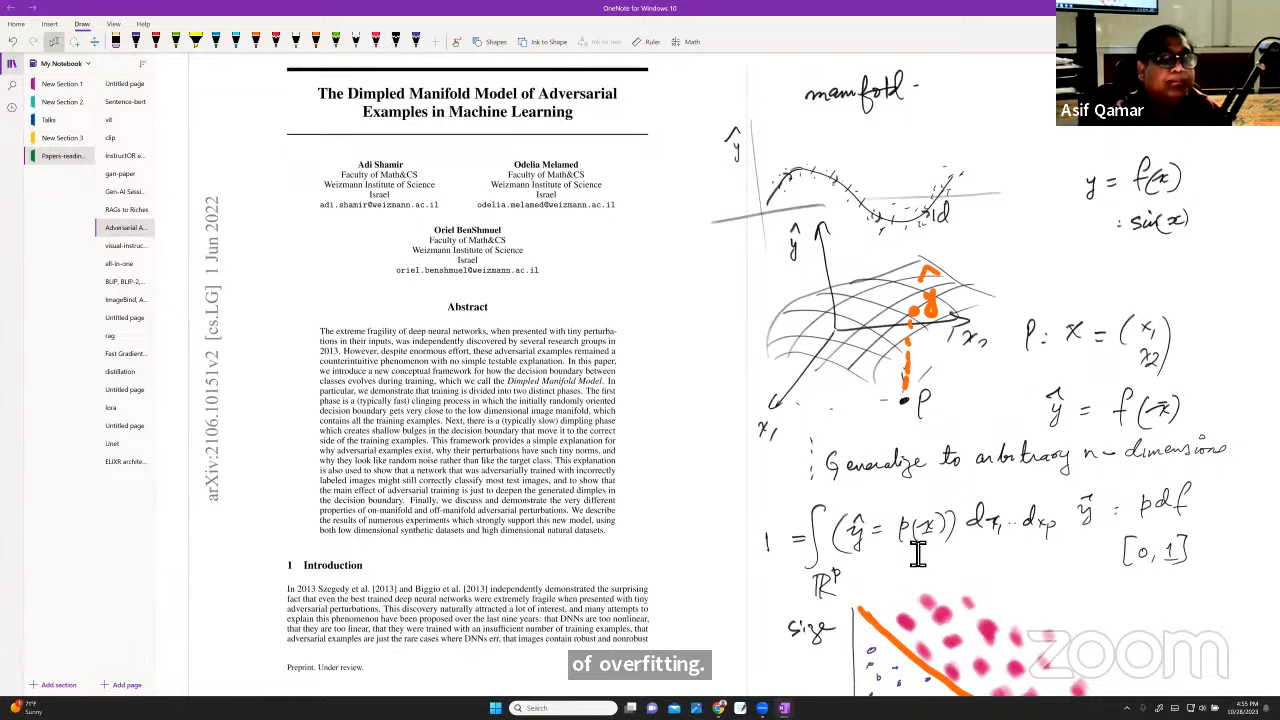 OneNote for Windows 10
Home Insert Draw View Help
Shapes Ink to Shape Ink to Text Ruler Math
My Notebook
New Section 1
New Section 2
Talks
New Section 3
Papers-readin...
Untitled page
Sentence-bert
vit
clip
InstructOR e...
gan-paper
Gen-AI Sessi...
RAGs to Riches
Adversarial A...
visual-instruc...
all-in-one
BLIP, BLIP-2,...
ImageBind, A...
Untitled page
rag
Fast Gradient...
distillation
Untitled page
lora
Untitled page
Unet
ELIXR archite...
Add section
Add page
arXiv:2106.10151v2 [cs.LG] 1 Jun 2022
The Dimpled Manifold Model of Adversarial
Examples in Machine Learning
Adi Shamir
Faculty of Math&CS
Weizmann Institute of Science
Israel
adi.shamir@weizmann.ac.il
Odelia Melamed
Faculty of Math&CS
Weizmann Institute of Science
Israel
odelia.melamed@weizmann.ac.il
Oriel BenShmuel
Faculty of Math&CS
Weizmann Institute of Science
Israel
oriel.benshmuel@weizmann.ac.il
Abstract
The extreme fragility of deep neural networks, when presented with tiny perturba-
tions in their inputs, was independently discovered by several research groups in
2013. However, despite enormous effort, these adversarial examples remained a
counterintuitive phenomenon with no simple testable explanation. In this paper,
we introduce a new conceptual framework for how the decision boundary between
classes evolves during training, which we call the Dimpled Manifold Model. In
particular, we demonstrate that training is divided into two distinct phases. The first
phase is a (typically fast) clinging process in which the initially randomly oriented
decision boundary gets very close to the low dimensional image manifold, which
contains all the training examples. Next, there is a (typically slow) dimpling phase
which creates shallow bulges in the decision boundary that move it to the correct
side of the training examples. This framework provides a simple explanation for
why adversarial examples exist, why their perturbations have such tiny norms, and
why they look like random noise rather than like the target class. This explanation
is also used to show that a network that was adversarially trained with incorrectly
labeled images might still correctly classify most test images, and to show that
the main effect of adversarial training is just to deepen the generated dimples in
the decision boundary. Finally, we discuss and demonstrate the very different
properties of on-manifold and off-manifold adversarial perturbations. We describe
the results of numerous experiments which strongly support this new model, using
both low dimensional synthetic datasets and high dimensional natural datasets.
1 Introduction
In 2013 Szegedy et al. [2013] and Biggio et al. [2013] independently demonstrated the surprising
fact that even the best trained deep neural networks were extremely fragile when presented with tiny
adversarial perturbations. This discovery naturally attracted a lot of interest, and many attempts to
explain this phenomenon have been proposed over the last nine years: that DNNs are too nonlinear,
that they are too linear, that they were trained with an insufficient number of training examples, that
adversarial examples are just the rare cases where DNNs err, that images contain robust and nonrobust
Preprint. Under review.
of overfitting.
manifold
ŷ
1d
y = f(x)
: sin(x)
ŷ
ŷ
x₂
x₁
P
P: x = (x₁
x₂)
ŷ = f(x̄)
Generalize to arbitrary n-dimensions
1 = ∫ (ŷ = p(x)) dx₁...dxₚ
ℝᵖ
ŷ : pdf
[0, 1]
size
Asif Qamar
zoom
71°F
Sunny
Search
4:55 PM
10/28/2023